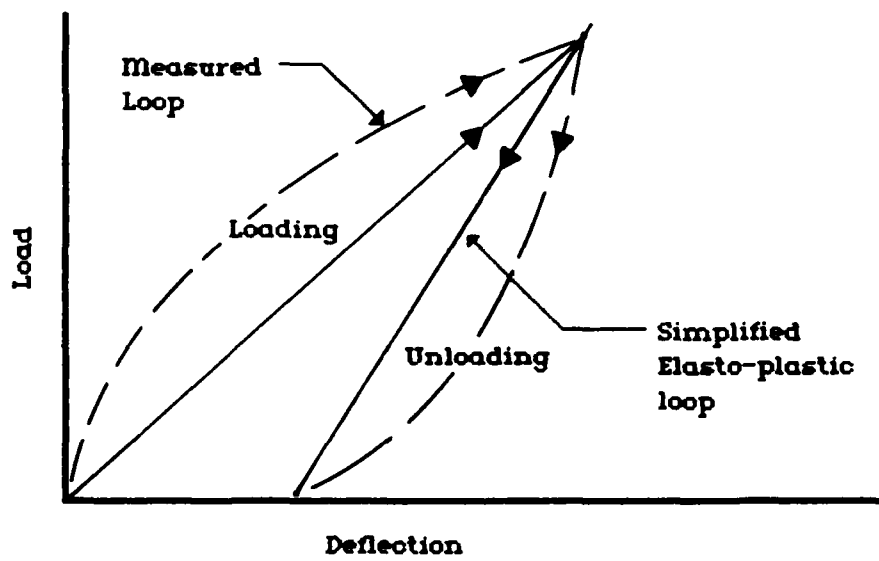 Measured
Loop
Loading
Load
Unloading
Simplified
Elasto-plastic
loop
Deflection